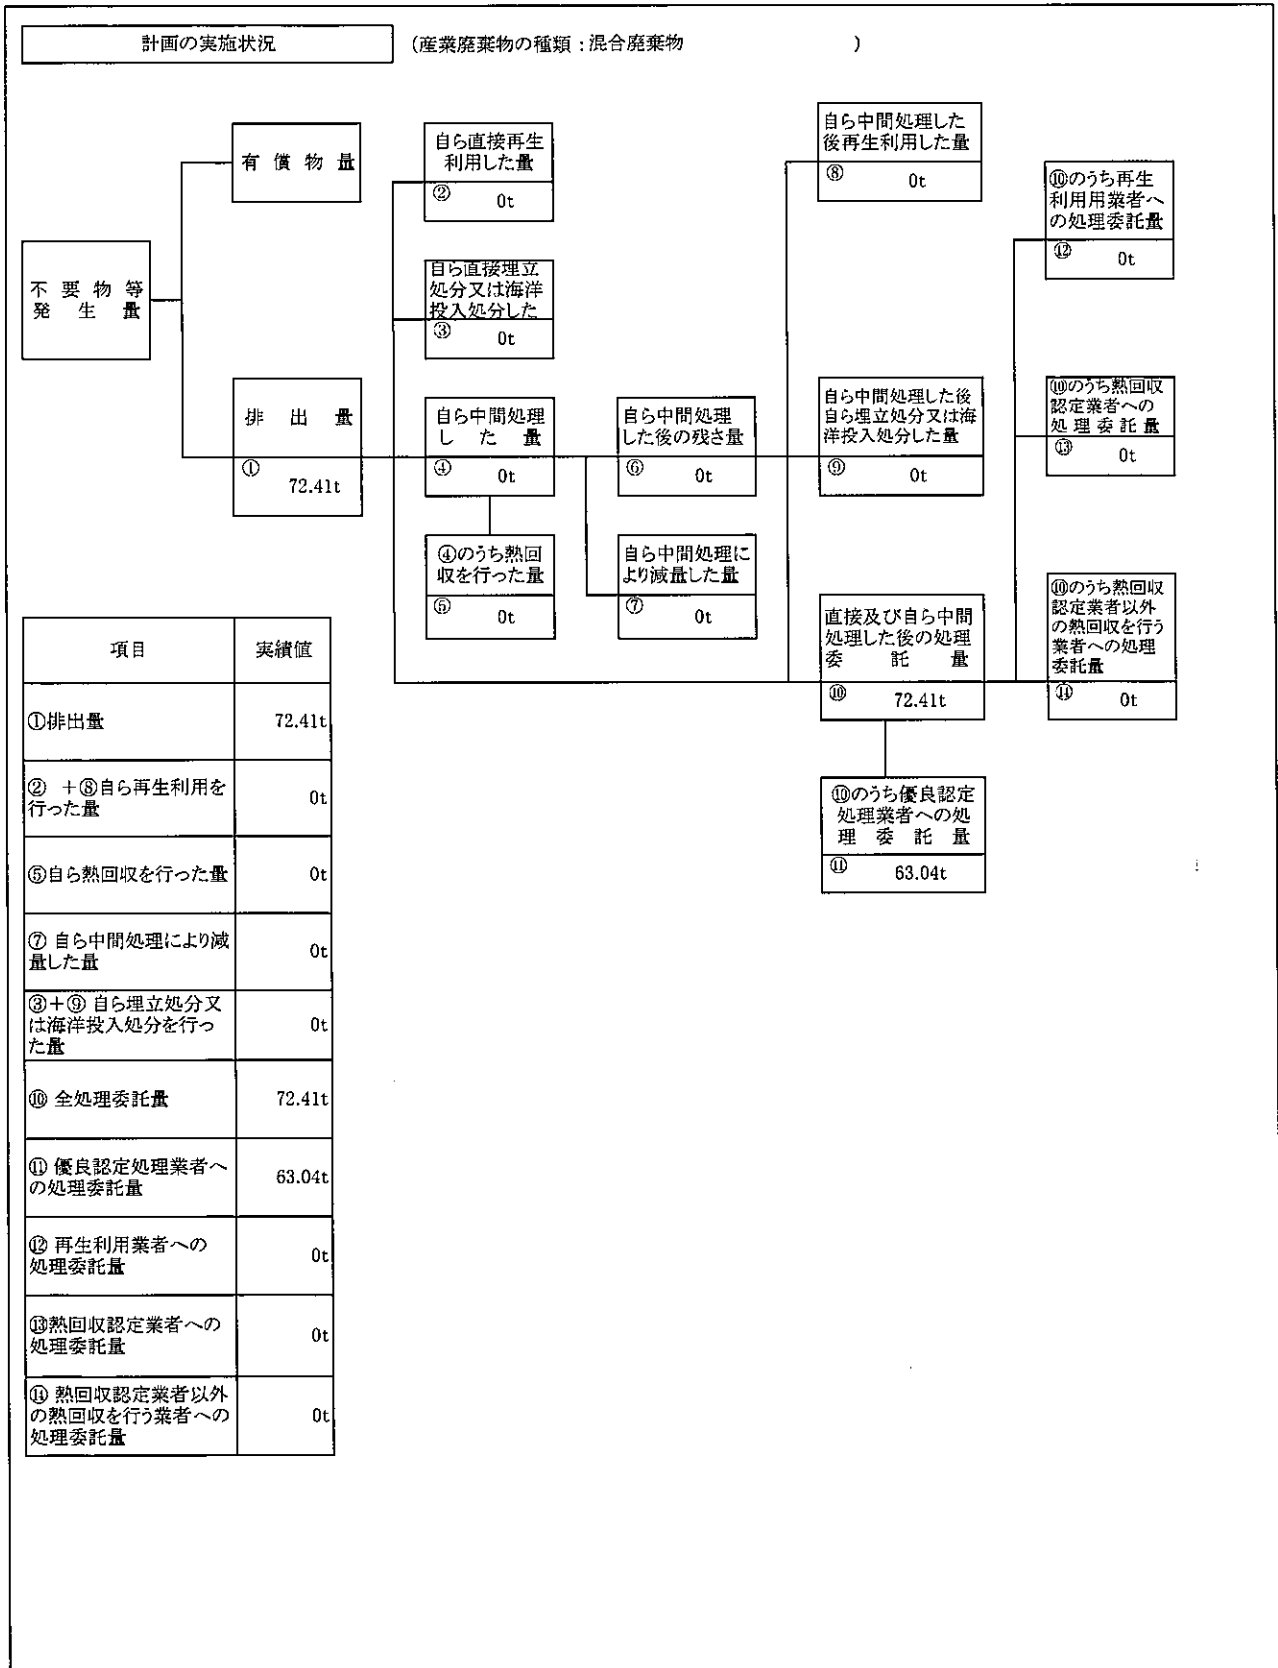 計画の実施状況
(産業廃棄物の種類：混合廃棄物 )
有償物量
不要物等
発生量
排出量
① 72.41t
自ら直接再生
利用した量
② 0t
自ら直接埋立
処分又は海洋
投入処分した
③ 0t
自ら中間処理
した量
④ 0t
④のうち熱回
収を行った量
⑤ 0t
自ら中間処理
した後の残さ量
⑥ 0t
自ら中間処理に
より減量した量
⑦ 0t
自ら中間処理した
後再生利用した量
⑧ 0t
自ら中間処理した後
自ら埋立処分又は海
洋投入処分した量
⑨ 0t
直接及び自ら中間
処理した後の処理
委託量
⑩ 72.41t
⑩のうち優良認定
処理業者への処
理委託量
⑪ 63.04t
⑩のうち再生
利用用業者へ
の処理委託量
⑫ 0t
⑩のうち熱回収
認定業者への
処理委託量
⑬ 0t
⑩のうち熱回収
認定業者以外
の熱回収を行う
業者への処理
委託量
⑭ 0t
項目 実績値
①排出量 72.41t
② +⑧自ら再生利用を
行った量 0t
⑤自ら熱回収を行った量 0t
⑦ 自ら中間処理により減
量した量 0t
③+⑨ 自ら埋立処分又
は海洋投入処分を行っ
た量 0t
⑩ 全処理委託量 72.41t
⑪ 優良認定処理業者へ
の処理委託量 63.04t
⑫ 再生利用業者への
処理委託量 0t
⑬熱回収認定業者への
処理委託量 0t
⑭ 熱回収認定業者以外
の熱回収を行う業者への
処理委託量 0t